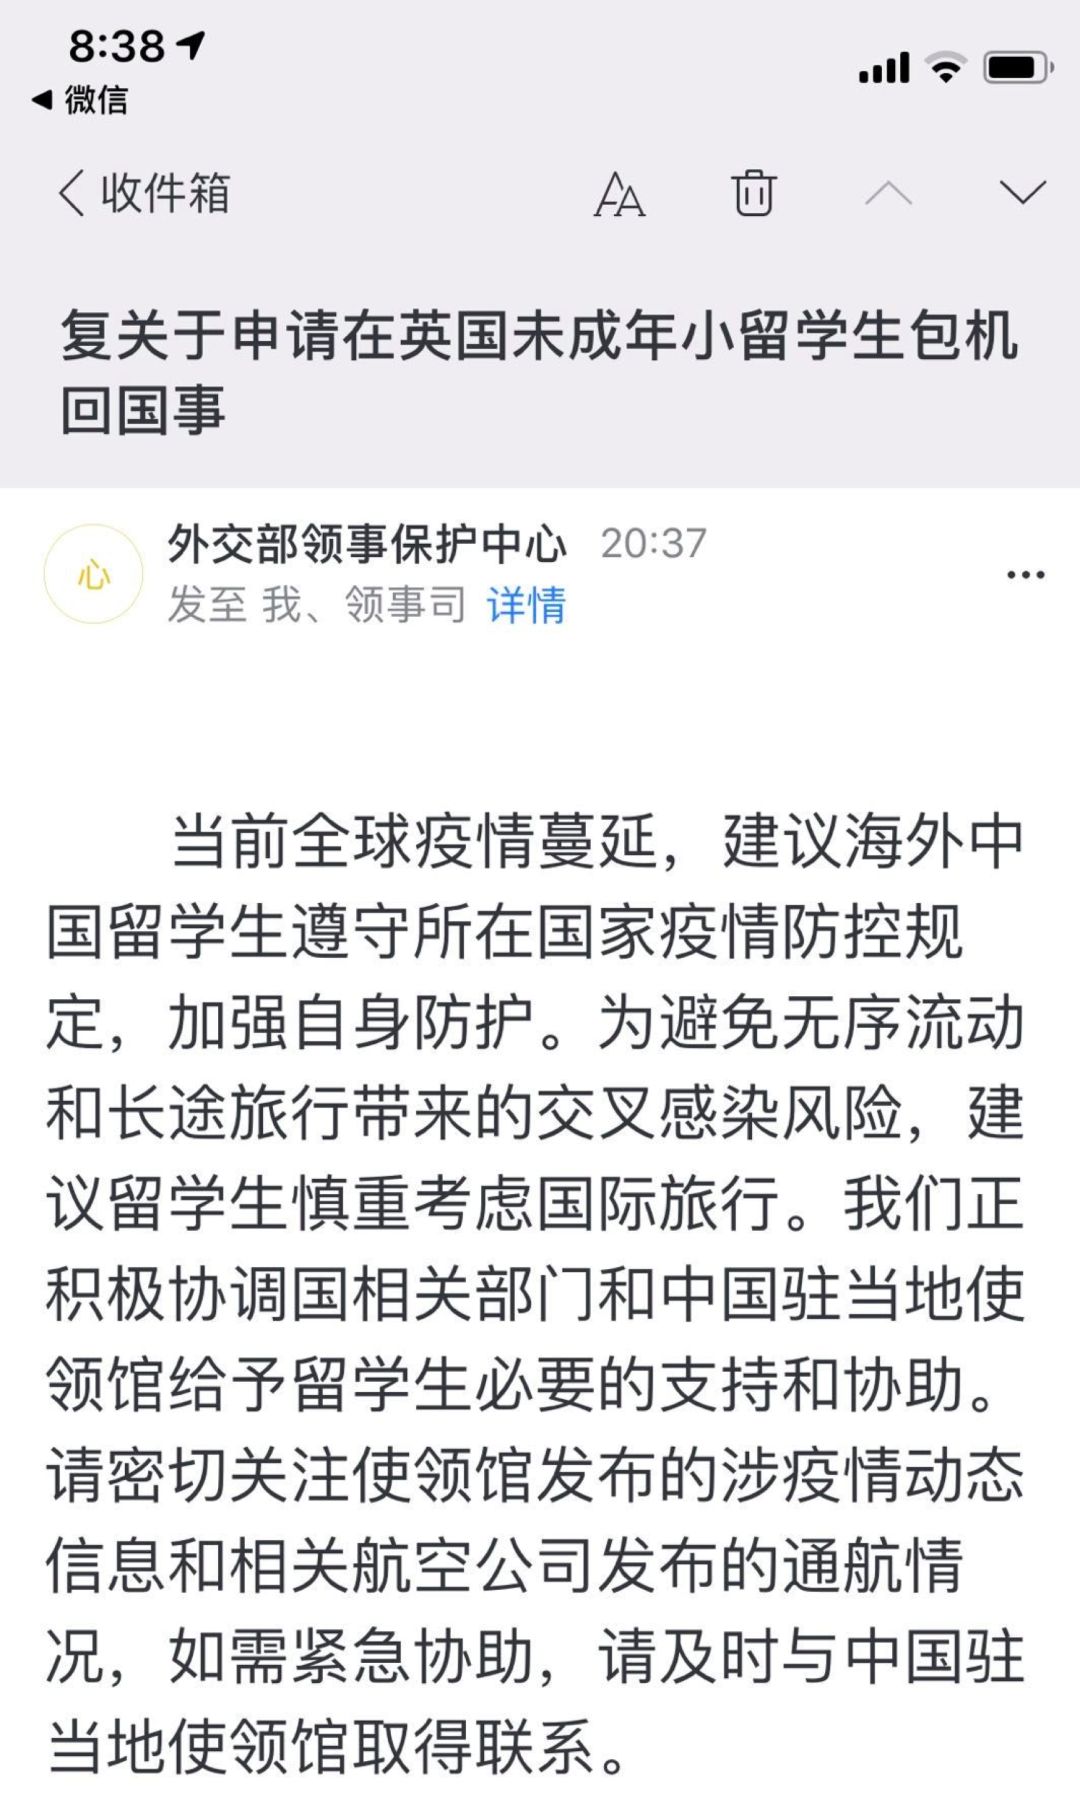 8:38
微信
收件箱
AA
复关于申请在英国未成年小留学生包机
回国事
心
外交部领事保护中心 20:37
发至 我、领事司 详情
当前全球疫情蔓延，建议海外中
国留学生遵守所在国家疫情防控规
定，加强自身防护。为避免无序流动
和长途旅行带来的交叉感染风险，建
议留学生慎重考虑国际旅行。我们正
积极协调国相关部门和中国驻当地使
领馆给予留学生必要的支持和协助。
请密切关注使领馆发布的涉疫情动态
信息和相关航空公司发布的通航情
况，如需紧急协助，请及时与中国驻
当地使领馆取得联系。